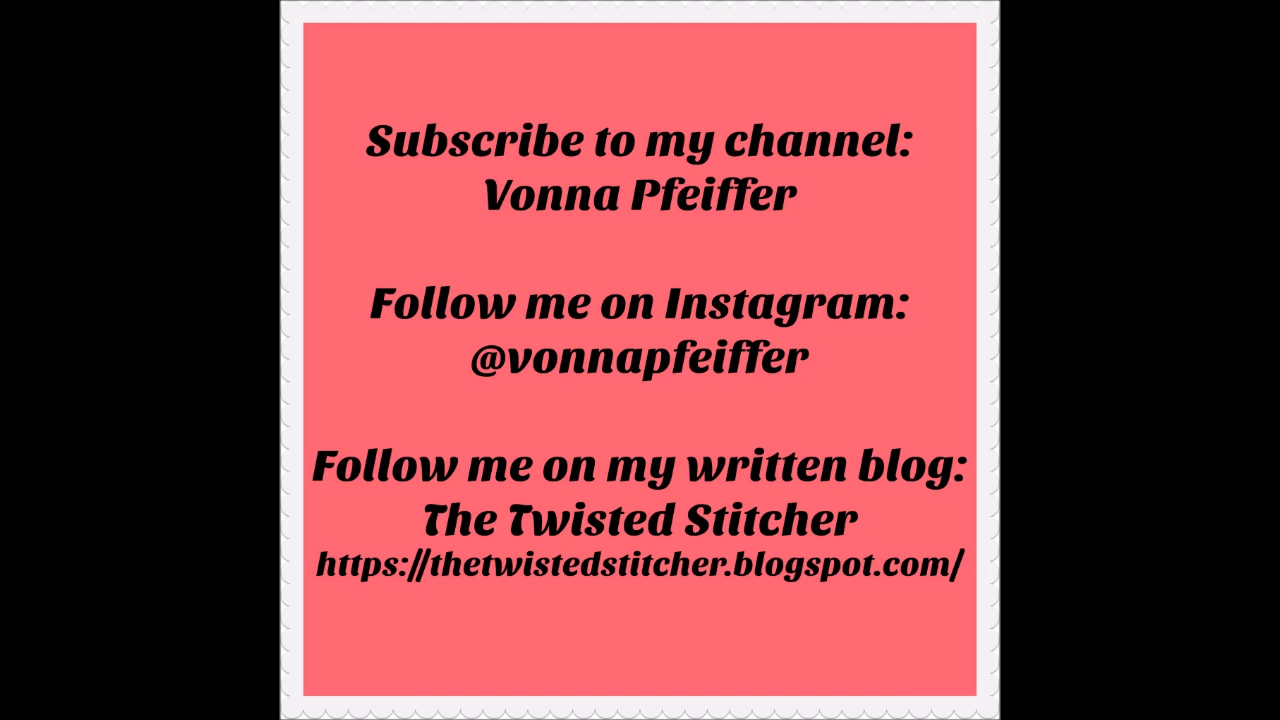 Subscribe to my channel:
Vonna Pfeiffer
Follow me on Instagram:
@vonnapfeiffer
Follow me on my written blog:
The Twisted Stitcher
https://thetwistedstitcher.blogspot.com/